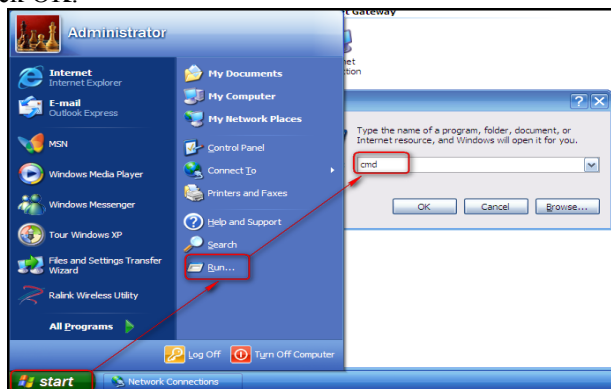 OK.
Administrator
Internet
Internet Explorer
E-mail
Outlook Express
MSN
Windows Media Player
Windows Messenger
Tour Windows XP
Files and Settings Transfer
Wizard
Ralink Wireless Utility
All Programs
My Documents
My Computer
My Network Places
Control Panel
Connect To
Printers and Faxes
Help and Support
Search
Run...
Log Off
Turn Off Computer
start
Network Connections
Gateway
Type the name of a program, folder, document, or
Internet resource, and Windows will open it for you.
cmd
OK
Cancel
Browse...